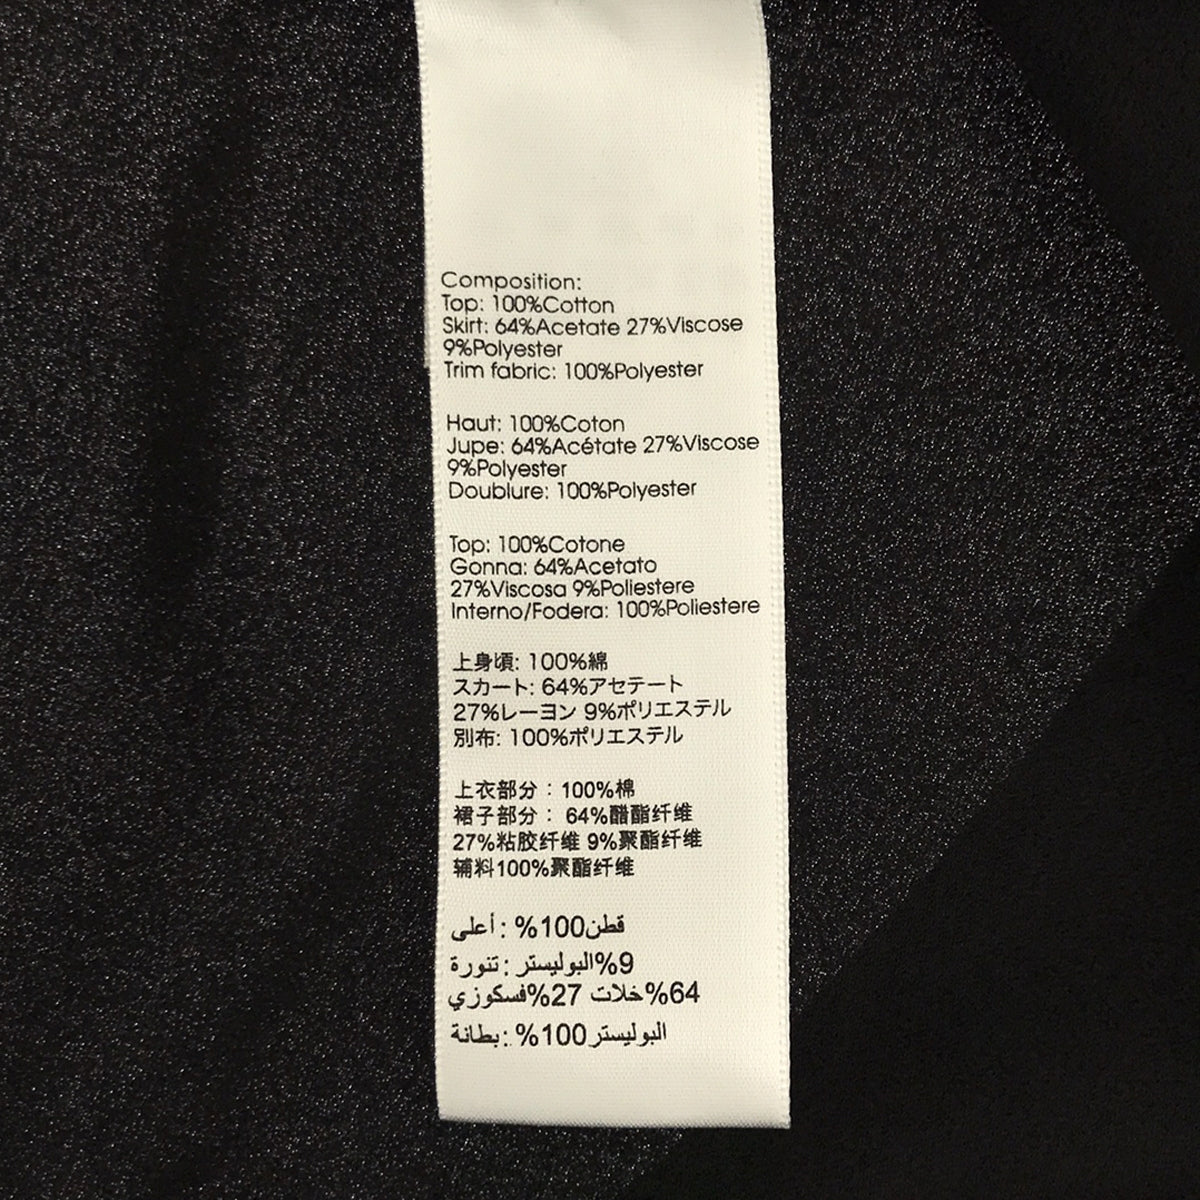 Composition:
Top: 100%Cotton
Skirt: 64%Acetate 27%Viscose
9%Polyester
Trim fabric: 100%Polyester
Haut: 100%Coton
Jupe: 64%Acétate 27%Viscose
9%Polyester
Doublure: 100%Polyester
Top: 100%Cotone
Gonna: 64%Acetato
27%Viscosa 9%Poliestere
Interno/Fodera: 100%Poliestere
上身頃: 100%綿
スカート: 64%アセテート
27%レーヨン 9%ポリエステル
別布: 100%ポリエステル
上衣部分：100%棉
裙子部分： 64%醋酯纤维
27%粘胶纤维 9%聚酯纤维
辅料100%聚酯纤维
أعلى: %100قطن
تنورة: البوليستر%9
فسكوزي%27 خلات%64
بطانة:. %100البوليستر